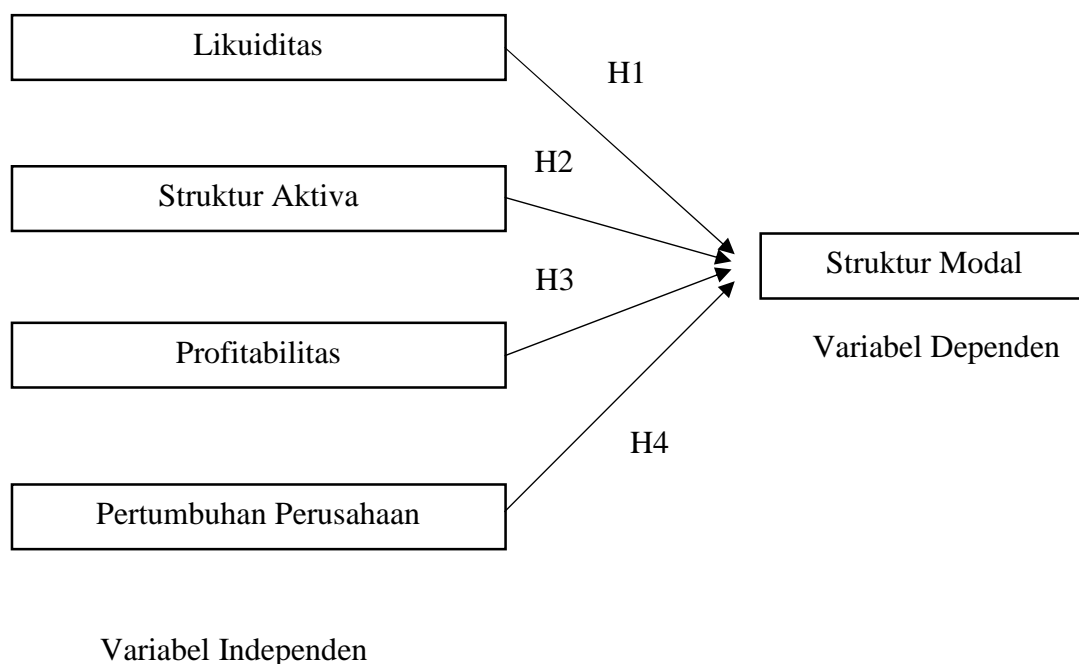 Likuiditas
H1
H2
Struktur Aktiva
Struktur Modal
H3
Profitabilitas
Variabel Dependen
H4
Pertumbuhan Perusahaan
Variabel Independen